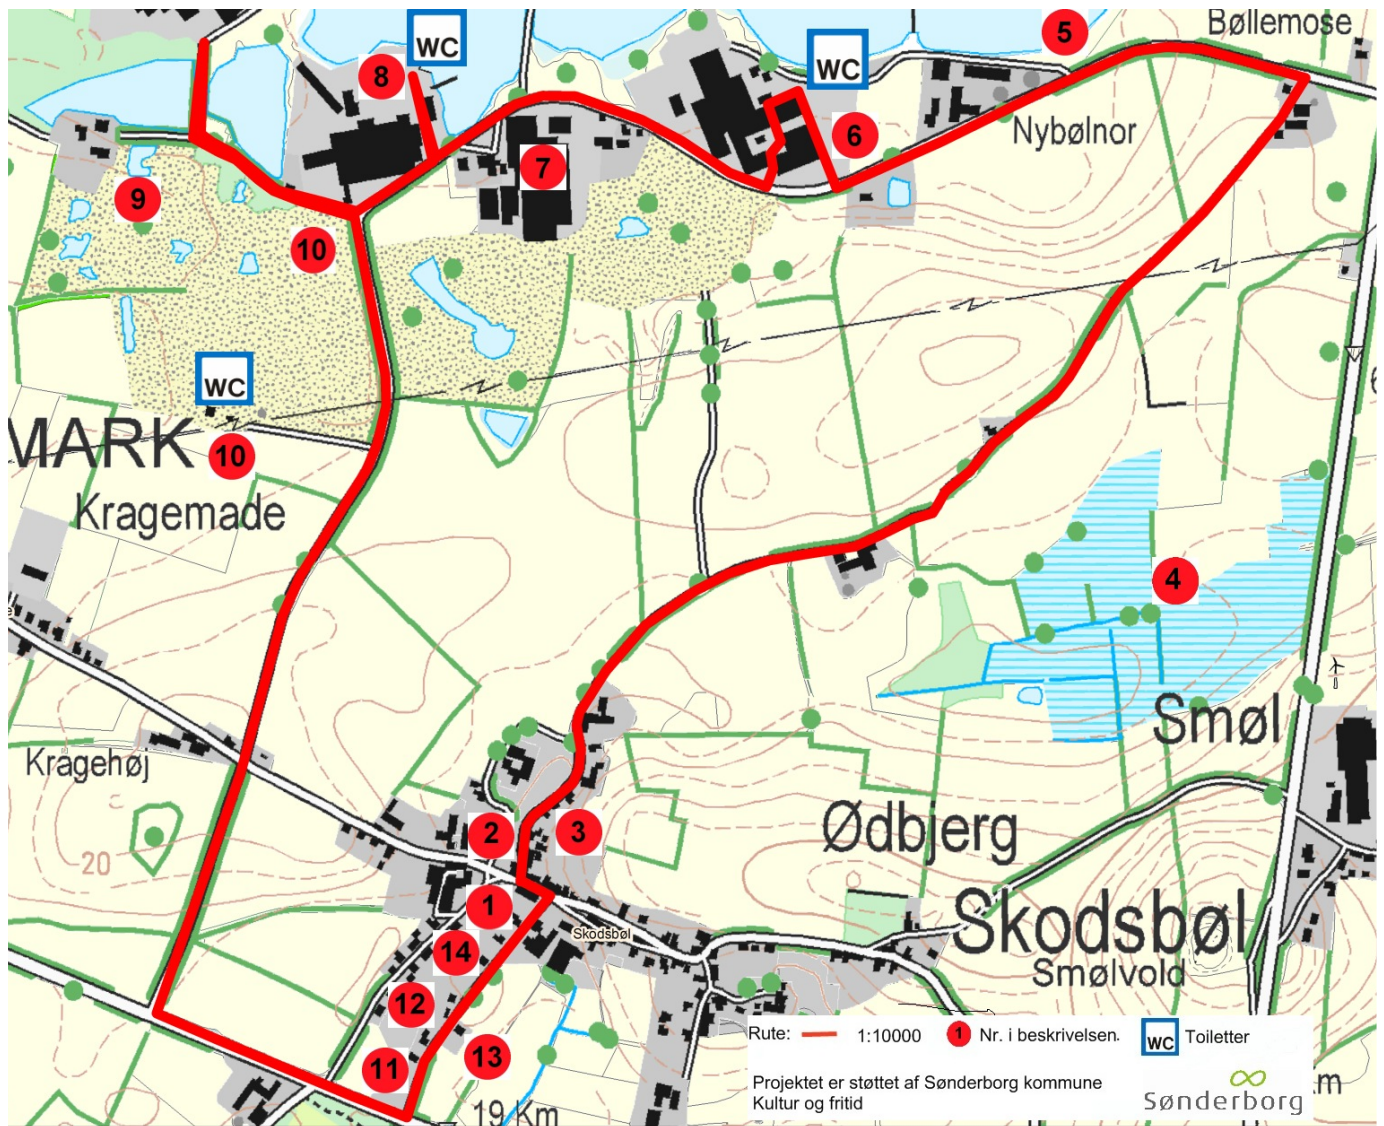 WC
5
Bøllemose
8
WC
6
Nybølnor
7
9
10
WC
MARK
10
Kragemade
4
Smøl
Kragehøj
2
3
Ødbjerg
20
1
Skodsbøl
Skodsbøl
14
Smølvold
12
13
11
19 Km
Rute:
1:10000
1 Nr. i beskrivelsen.
WC Toiletter
Projektet er støttet af Sønderborg kommune
Kultur og fritid
Sønderborg
m